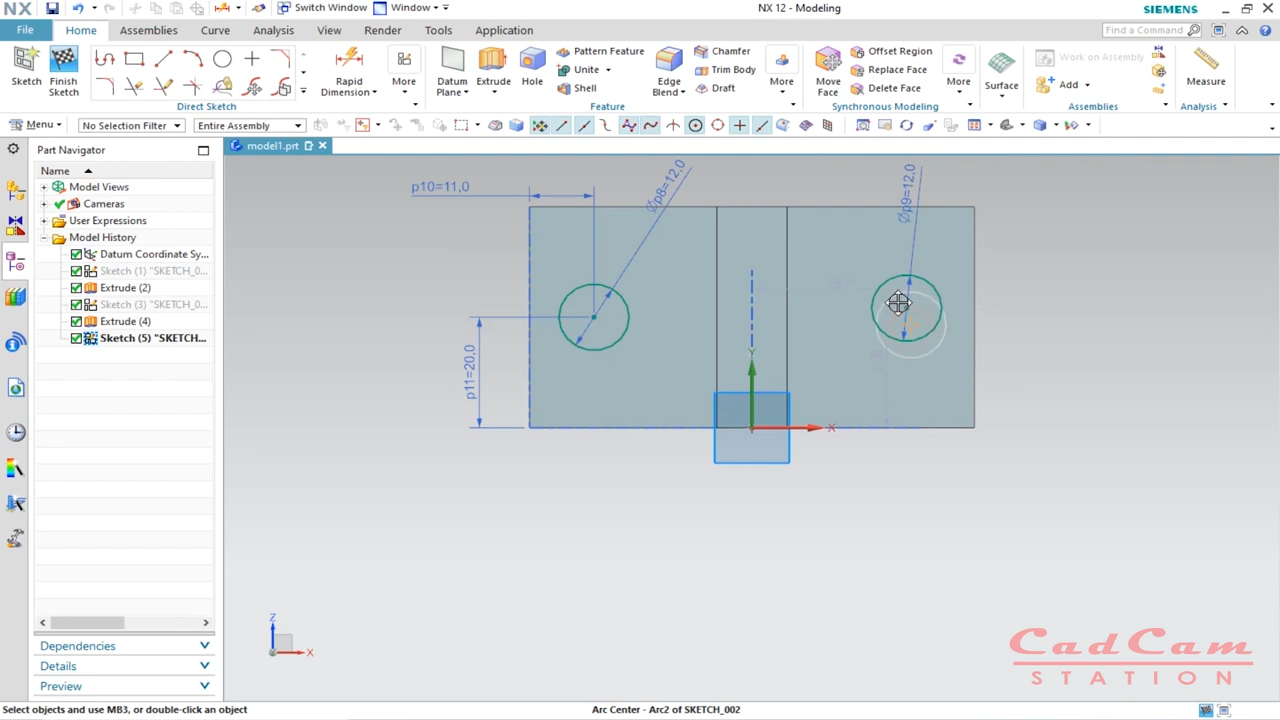 NX
Switch Window
Window
NX 12 - Modeling
SIEMENS
File
Home
Assemblies
Curve
Analysis
View
Render
Tools
Application
Find a Command
Sketch
Finish Sketch
Direct Sketch
Rapid Dimension
More
Datum Plane
Extrude
Hole
Pattern Feature
Unite
Shell
Edge Blend
Chamfer
Trim Body
Draft
More
Feature
Move Face
Offset Region
Replace Face
Delete Face
More
Synchronous Modeling
Surface
Work on Assembly
Add
Assemblies
Measure
Analysis
Menu
No Selection Filter
Entire Assembly
Part Navigator
model1.prt
Name
Model Views
Cameras
User Expressions
Model History
Datum Coordinate Sy...
Sketch (1) "SKETCH_0...
Extrude (2)
Sketch (3) "SKETCH_0...
Extrude (4)
Sketch (5) "SKETCH...
Dependencies
Details
Preview
p10=11,0
Øp8=12,0
Øp9=12,0
p11=20,0
Y
X
Z
X
CadCam
STATION
Select objects and use MB3, or double-click an object
Arc Center - Arc2 of SKETCH_002